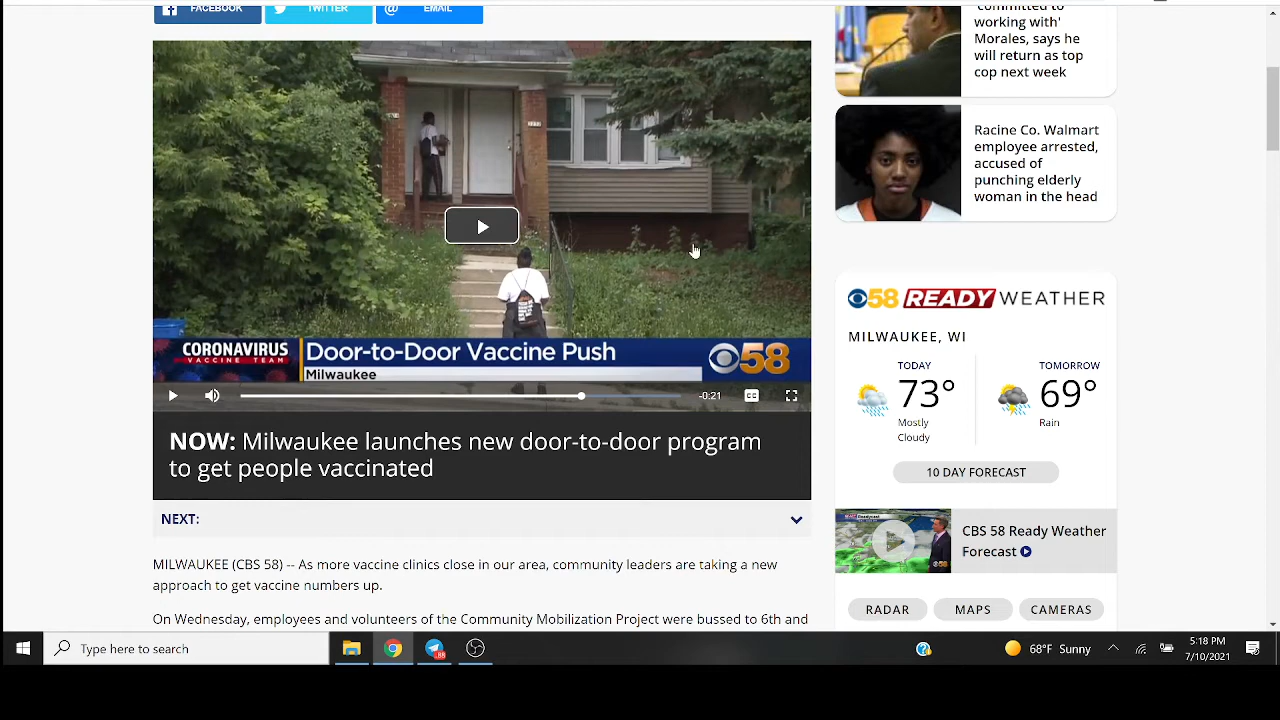 FACEBOOK
TWITTER
EMAIL
'committed to
working with'
Morales, says he
will return as top
cop next week
Racine Co. Walmart
employee arrested,
accused of
punching elderly
woman in the head
CORONAVIRUS
VACCINE TEAM
Door-to-Door Vaccine Push
Milwaukee
58
-0:21
CC
NOW: Milwaukee launches new door-to-door program
to get people vaccinated
NEXT:
MILWAUKEE (CBS 58) -- As more vaccine clinics close in our area, community leaders are taking a new
approach to get vaccine numbers up.
On Wednesday, employees and volunteers of the Community Mobilization Project were bussed to 6th and
58 READY WEATHER
MILWAUKEE, WI
TODAY
73°
Mostly
Cloudy
TOMORROW
69°
Rain
10 DAY FORECAST
CBS 58 Ready Weather
Forecast
RADAR
MAPS
CAMERAS
Type here to search
68°F Sunny
5:18 PM
7/10/2021